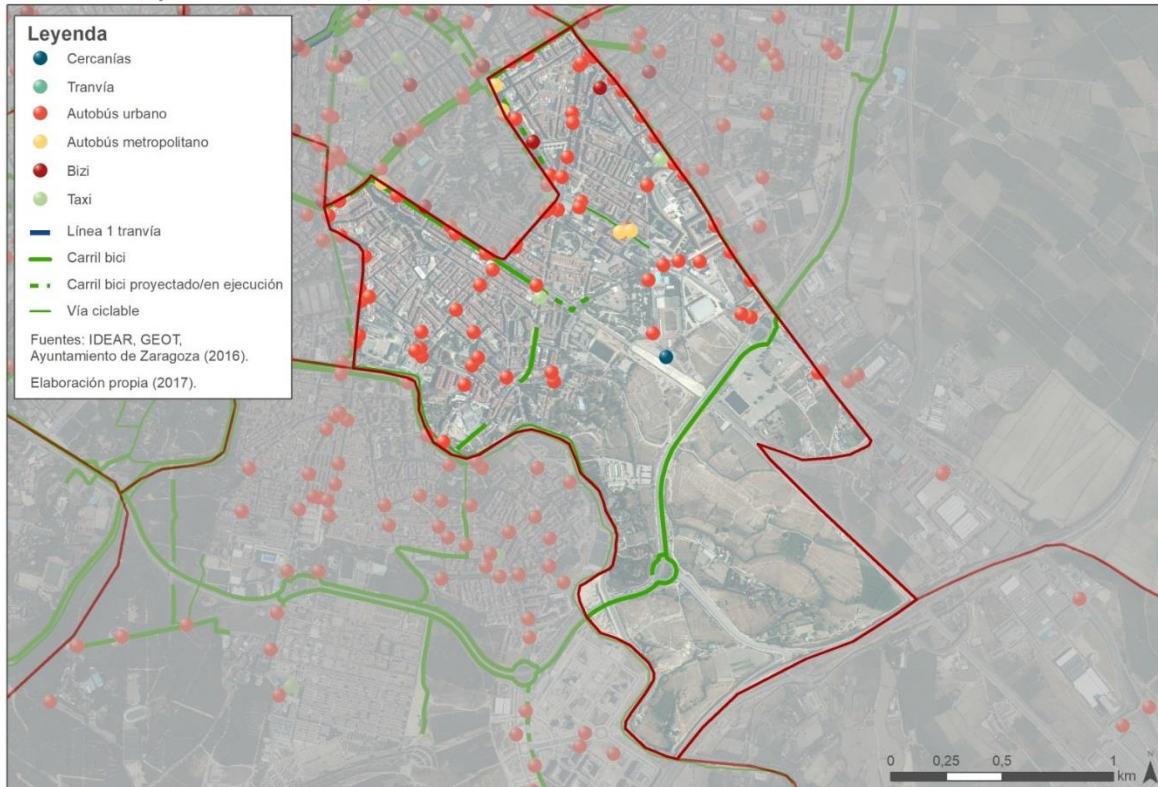 Leyenda
Cercanías
Tranvía
Autobús urbano
Autobús metropolitano
Bizi
Taxi
Línea 1 tranvía
Carril bici
Carril bici proyectado/en ejecución
Vía ciclable
Fuentes: IDEAR, GEOT,
Ayuntamiento de Zaragoza (2016).
Elaboración propia (2017).
0 0,25 0,5 1
km
N